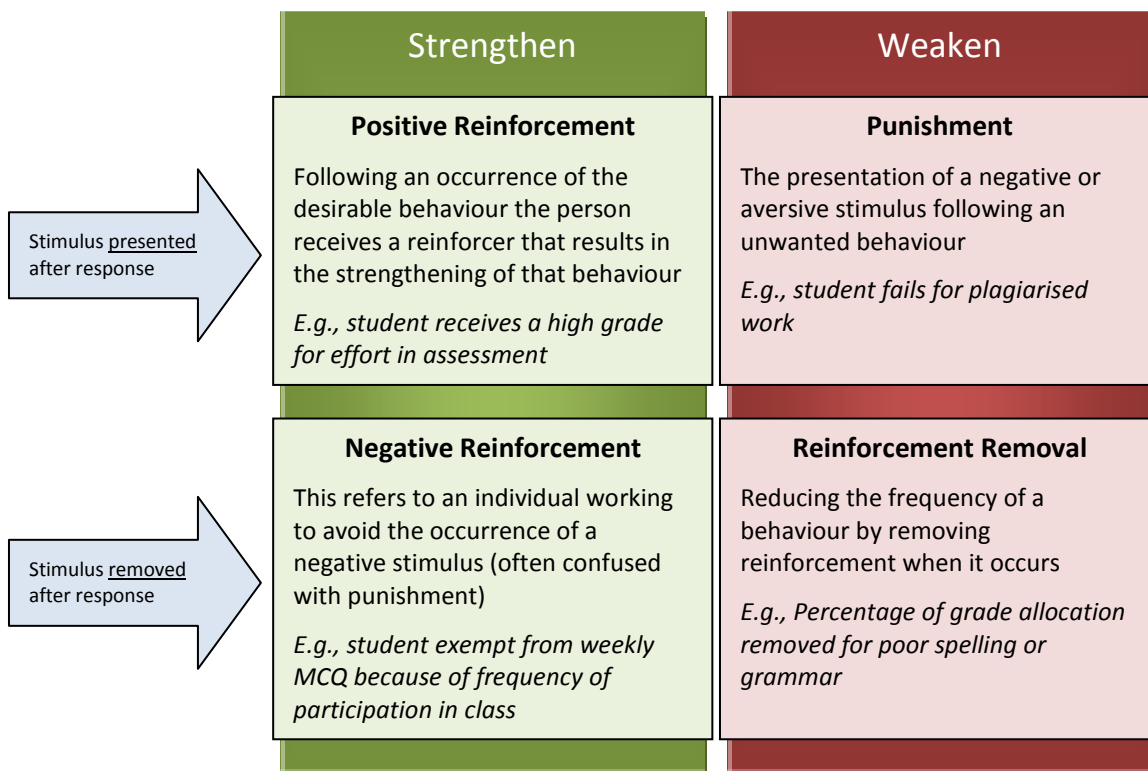 Strengthen
Weaken
Stimulus presented
after response
Positive Reinforcement
Following an occurrence of the
desirable behaviour the person
receives a reinforcer that results in
the strengthening of that behaviour
E.g., student receives a high grade
for effort in assessment
Punishment
The presentation of a negative or
aversive stimulus following an
unwanted behaviour
E.g., student fails for plagiarised
work
Stimulus removed
after response
Negative Reinforcement
This refers to an individual working
to avoid the occurrence of a
negative stimulus (often confused
with punishment)
E.g., student exempt from weekly
MCQ because of frequency of
participation in class
Reinforcement Removal
Reducing the frequency of a
behaviour by removing
reinforcement when it occurs
E.g., Percentage of grade allocation
removed for poor spelling or
grammar